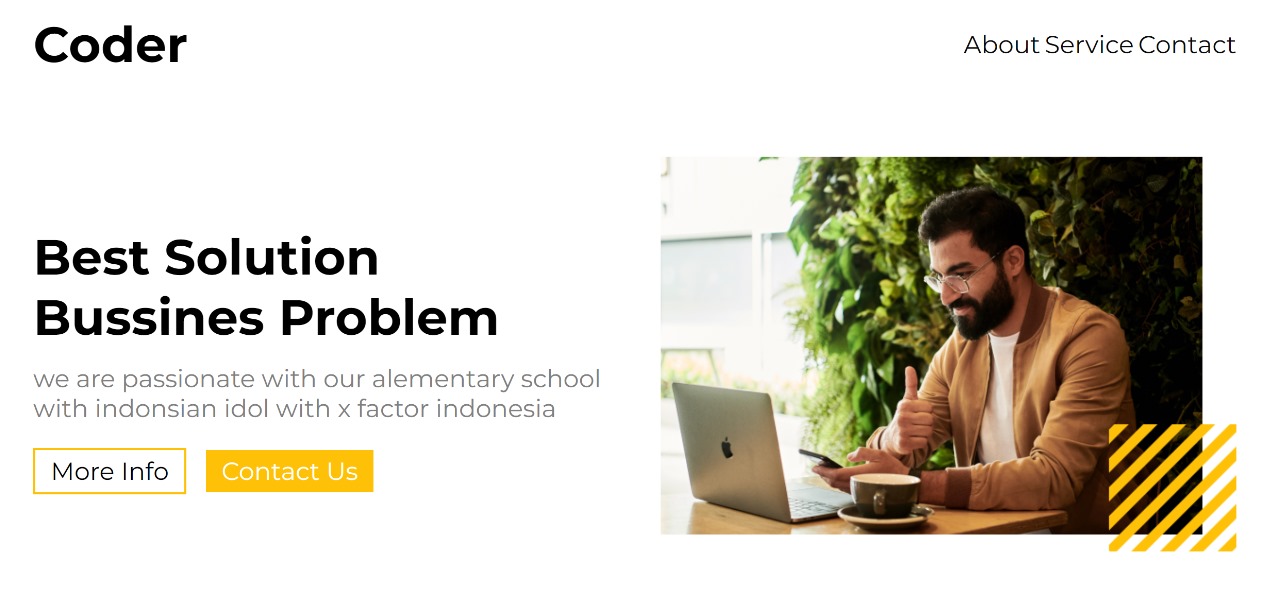 Coder
About Service Contact
Best Solution
Bussines Problem
we are passionate with our alementary school
with indonsian idol with x factor indonesia
More Info
Contact Us